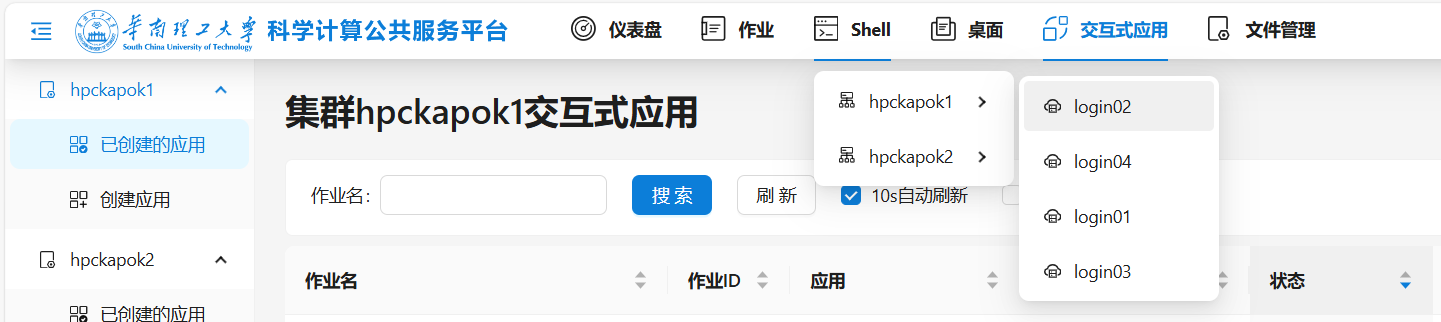 华南理工大学 科学计算公共服务平台 仪表盘 作业 Shell 桌面 交互式应用 文件管理
South China University of Technology
hpckapok1
已创建的应用
创建应用
hpckapok2
已创建的应用
集群hpckapok1交互式应用
hpckapok1
hpckapok2
login02
login04
login01
login03
作业名: 搜 索 刷 新 10s自动刷新
作业名 作业ID 应用 状态